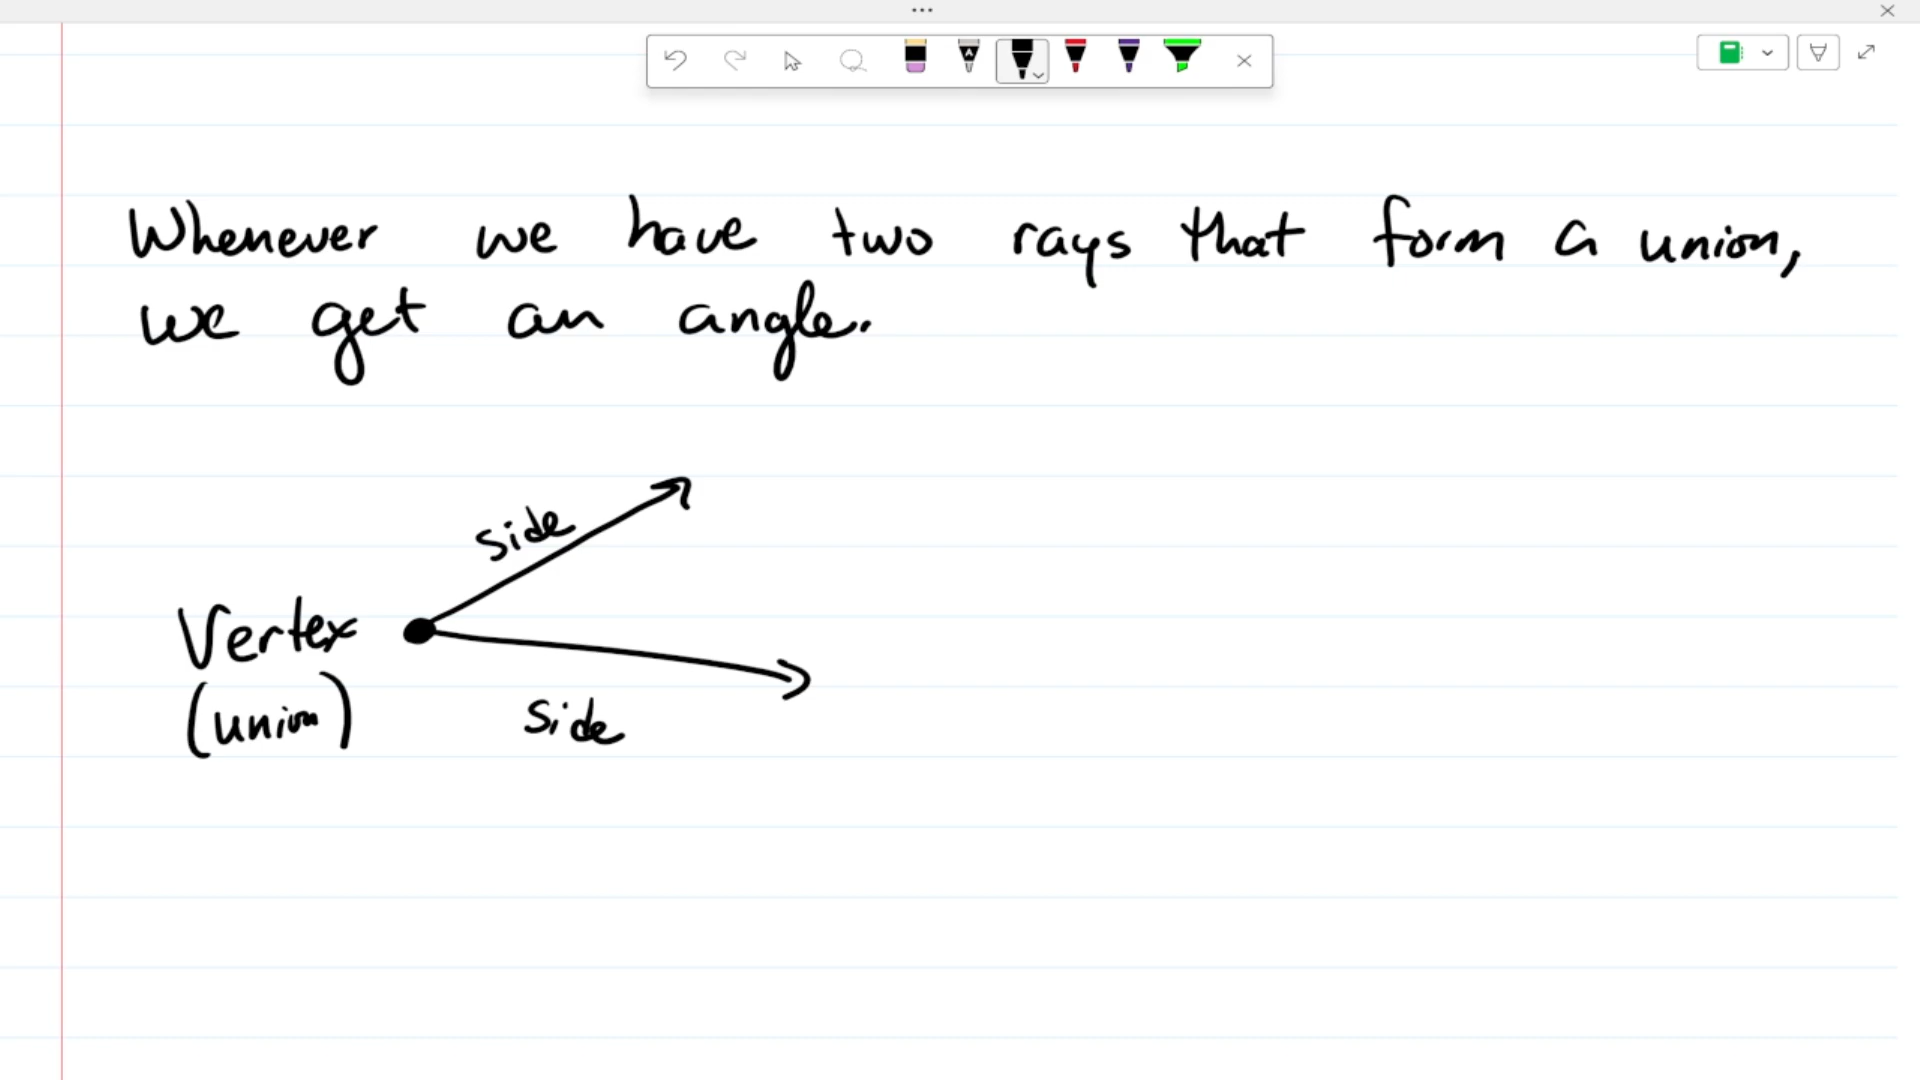 Whenever we have two rays that form a union,
we get an angle.
side
Vertex
(union)
side